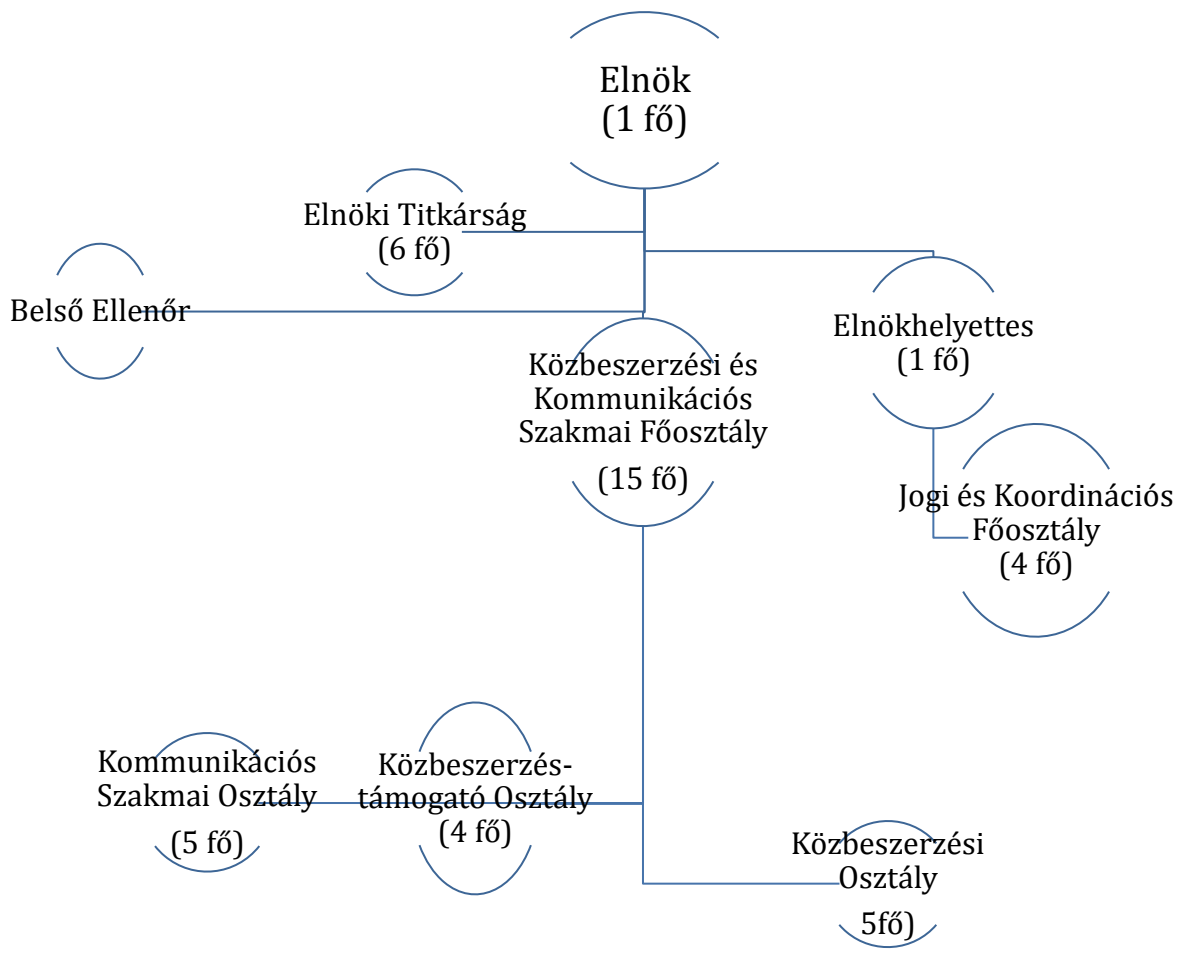 Elnök
(1 fő)
Elnöki Titkárság
(6 fő)
Belső Ellenőr
Elnökhelyettes
(1 fő)
Közbeszerzési és
Kommunikációs
Szakmai Főosztály
(15 fő)
Jogi és Koordinációs
Főosztály
(4 fő)
Kommunikációs
Szakmai Osztály
(5 fő)
Közbeszerzés-
támogató Osztály
(4 fő)
Közbeszerzési
Osztály
5fő)